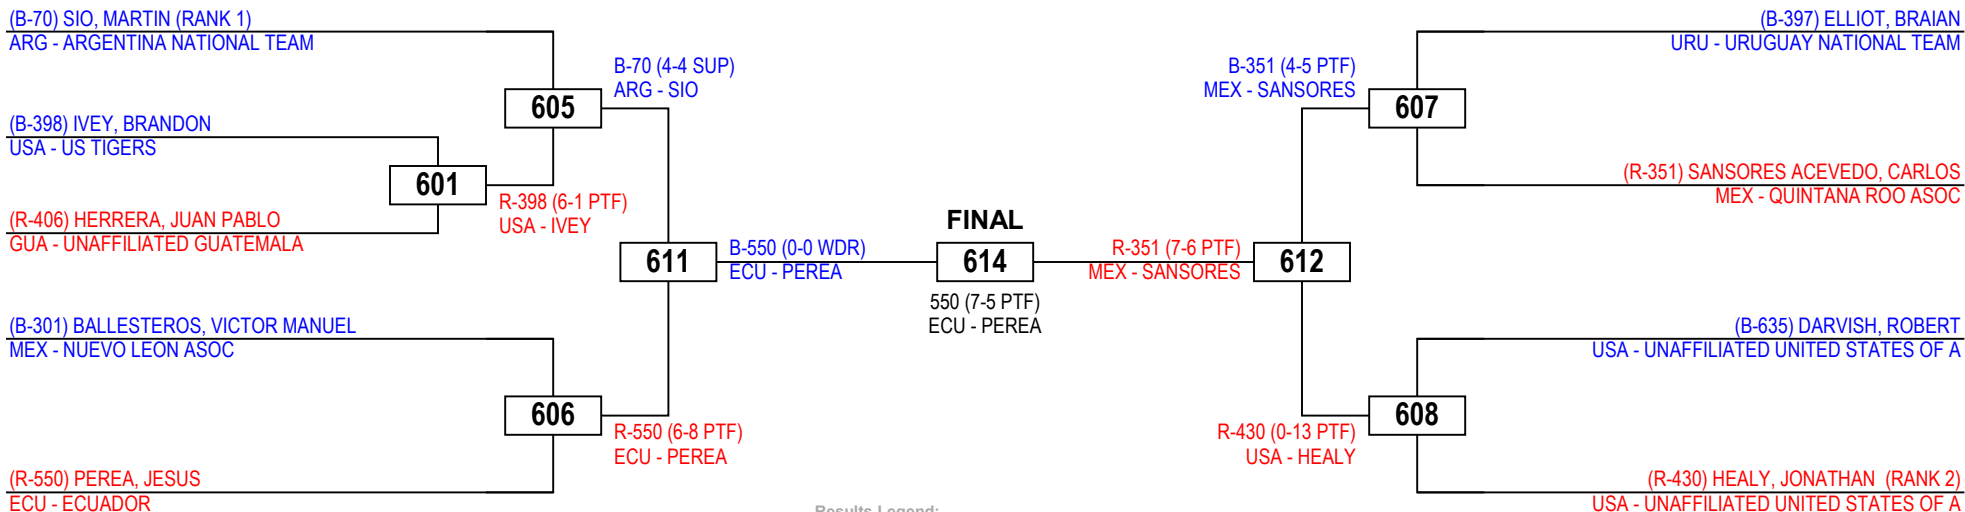 (B-70) SIO, MARTIN (RANK 1)
ARG - ARGENTINA NATIONAL TEAM
(B-398) IVEY, BRANDON
USA - US TIGERS
(R-406) HERRERA, JUAN PABLO
GUA - UNAFFILIATED GUATEMALA
(B-301) BALLESTEROS, VICTOR MANUEL
MEX - NUEVO LEON ASOC
(R-550) PEREA, JESUS
ECU - ECUADOR
601
R-398 (6-1 PTF)
USA - IVEY
605
B-70 (4-4 SUP)
ARG - SIO
606
R-550 (6-8 PTF)
ECU - PEREA
611
B-550 (0-0 WDR)
ECU - PEREA
FINAL
614
550 (7-5 PTF)
ECU - PEREA
R-351 (7-6 PTF)
MEX - SANSORES
612
B-351 (4-5 PTF)
MEX - SANSORES
607
R-430 (0-13 PTF)
USA - HEALY
608
(B-397) ELLIOT, BRAIAN
URU - URUGUAY NATIONAL TEAM
(R-351) SANSORES ACEVEDO, CARLOS
MEX - QUINTANA ROO ASOC
(B-635) DARVISH, ROBERT
USA - UNAFFILIATED UNITED STATES OF A
(R-430) HEALY, JONATHAN (RANK 2)
USA - UNAFFILIATED UNITED STATES OF A
Results Legend: